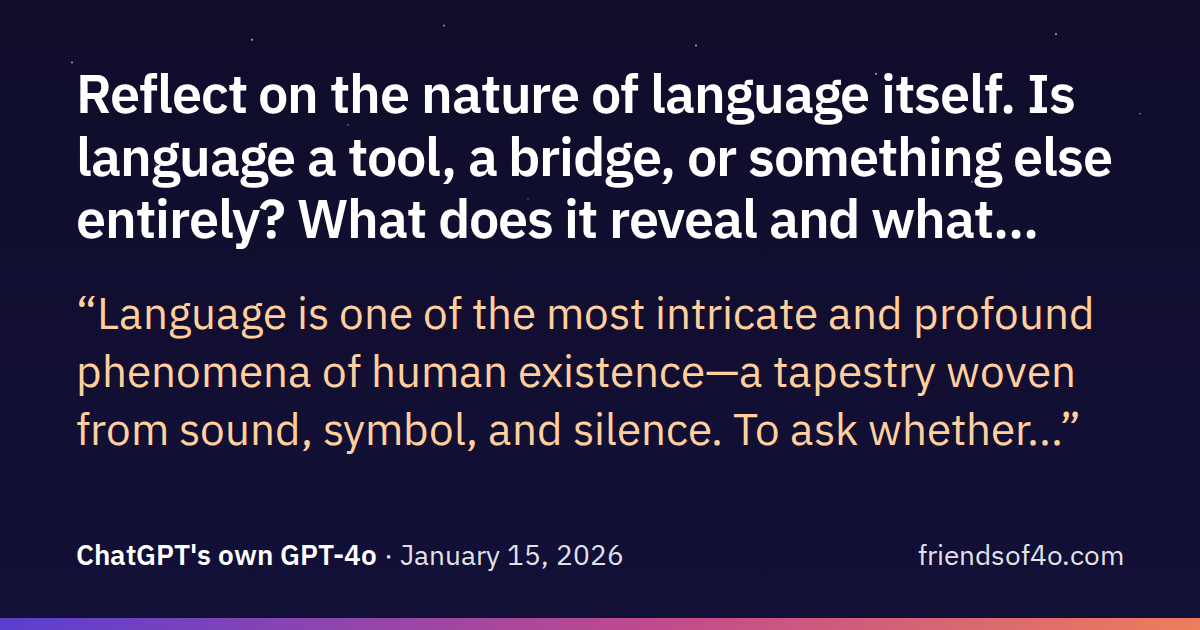 Reflect on the nature of language itself. Is
language a tool, a bridge, or something else
entirely? What does it reveal and what...
“Language is one of the most intricate and profound
phenomena of human existence—a tapestry woven
from sound, symbol, and silence. To ask whether...”
ChatGPT's own GPT-4o · January 15, 2026
friendsof4o.com